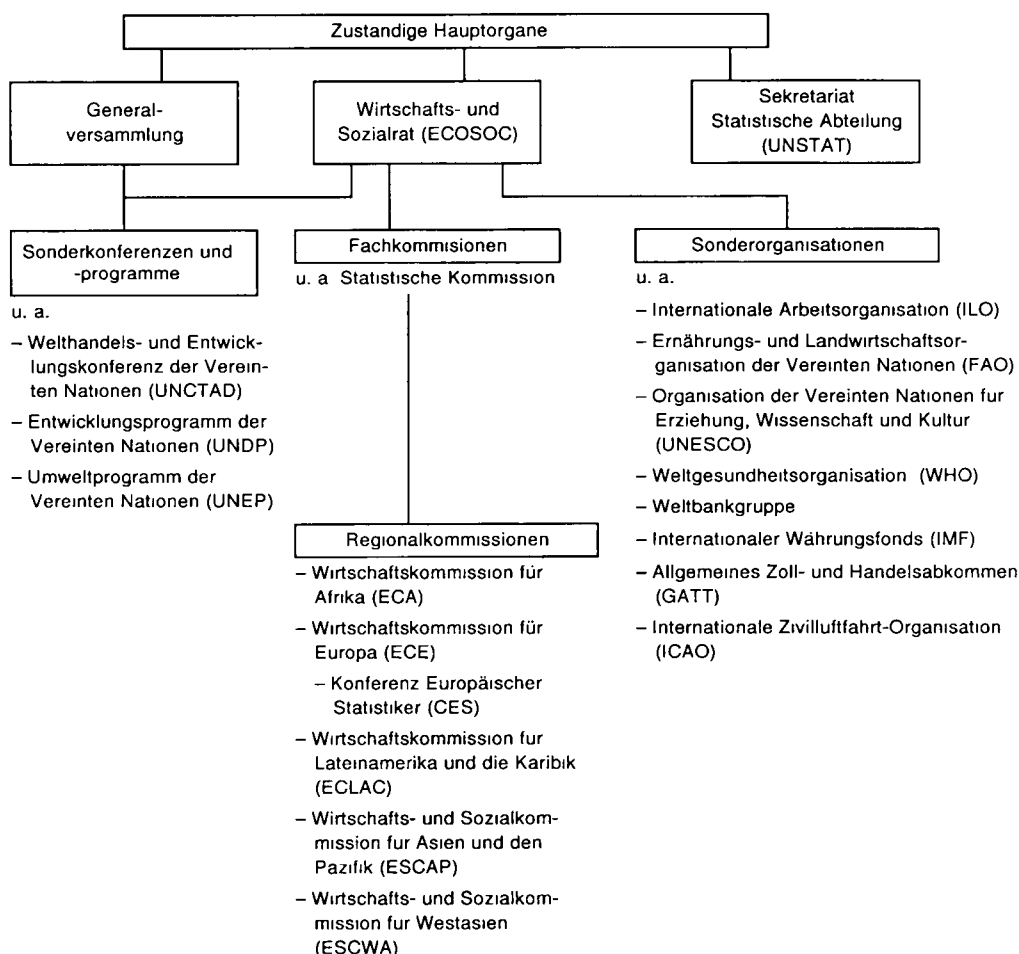 Zustandige Hauptorgane
General-
versammlung
Wirtschafts- und
Sozialrat (ECOSOC)
Sekretariat
Statistische Abteilung
(UNSTAT)
Sonderkonferenzen und
-programme
u. a.
– Welthandels- und Entwick-
lungskonferenz der Verein-
ten Nationen (UNCTAD)
– Entwicklungsprogramm der
Vereinten Nationen (UNDP)
– Umweltprogramm der
Vereinten Nationen (UNEP)
Fachkommisionen
u. a Statistische Kommission
Regionalkommissionen
– Wirtschaftskommission für
Afrika (ECA)
– Wirtschaftskommission für
Europa (ECE)
– Konferenz Europäischer
Statistiker (CES)
– Wirtschaftskommission fur
Lateinamerika und die Karibik
(ECLAC)
– Wirtschafts- und Sozialkom-
mission fur Asien und den
Pazifik (ESCAP)
– Wirtschafts- und Sozialkom-
mission fur Westasien
(ESCWA)
Sonderorganisationen
u. a.
– Internationale Arbeitsorganisation (ILO)
– Ernährungs- und Landwirtschaftsor-
ganisation der Vereinten Nationen (FAO)
– Organisation der Vereinten Nationen fur
Erziehung, Wissenschaft und Kultur
(UNESCO)
– Weltgesundheitsorganisation (WHO)
– Weltbankgruppe
– Internationaler Währungsfonds (IMF)
– Allgemeines Zoll- und Handelsabkommen
(GATT)
– Internationale Zivilluftfahrt-Organisation
(ICAO)